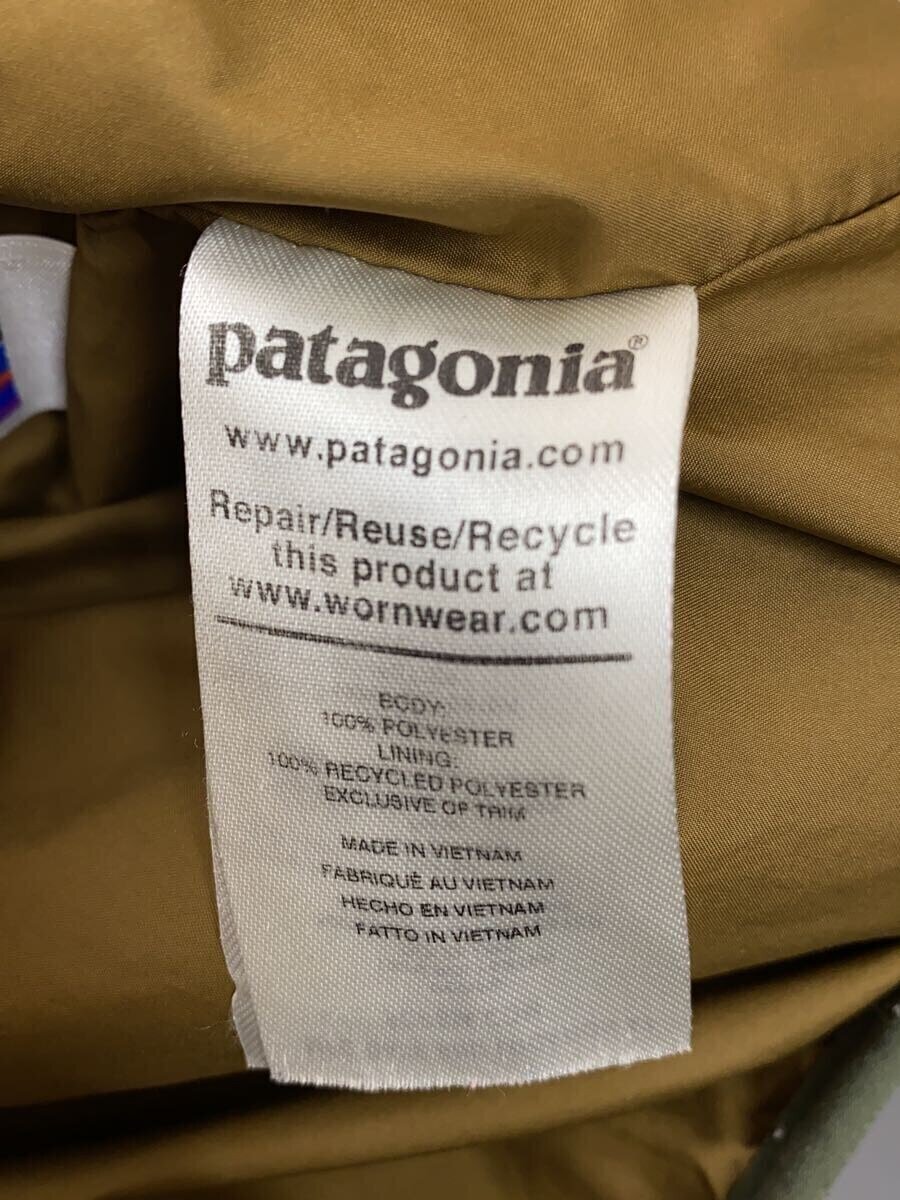 patagonia®
www.patagonia.com
Repair/Reuse/Recycle
this product at
www.wornwear.com
BODY:
100% POLYESTER
LINING:
100% RECYCLED POLYESTER
EXCLUSIVE OF TRIM
MADE IN VIETNAM
FABRIQUÉ AU VIETNAM
HECHO EN VIETNAM
FATTO IN VIETNAM